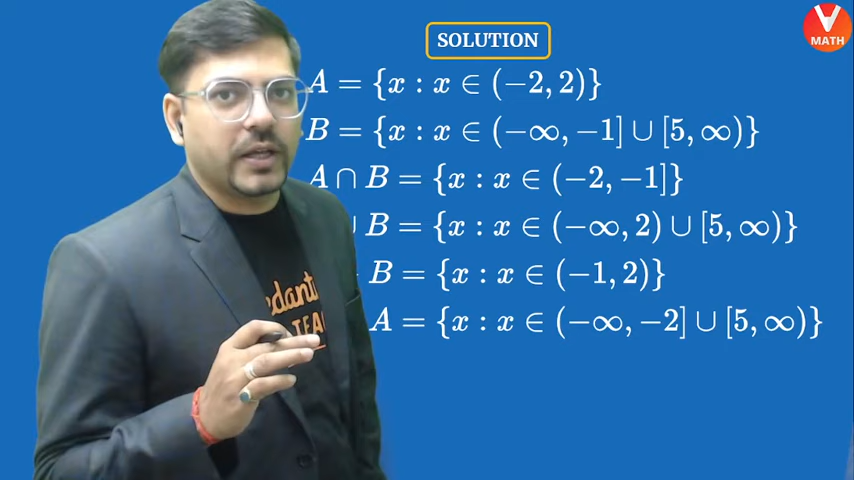 V
MATH
SOLUTION
A = {x : x ∈ (−2, 2)}
B = {x : x ∈ (−∞, −1] ∪ [5, ∞)}
A ∩ B = {x : x ∈ (−2, −1]}
∪ B = {x : x ∈ (−∞, 2) ∪ [5, ∞)}
B = {x : x ∈ (−1, 2)}
A = {x : x ∈ (−∞, −2] ∪ [5, ∞)}